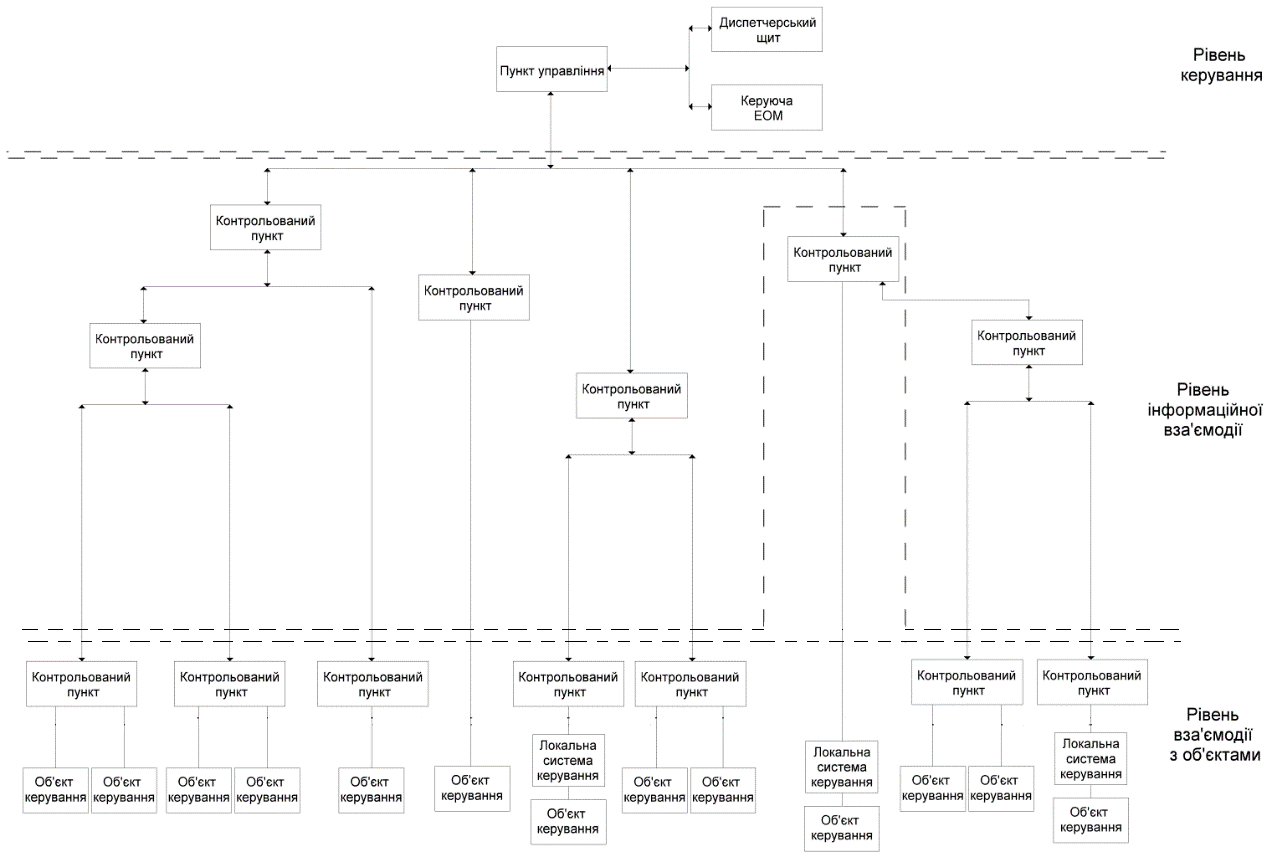 Диспетчерський
щит
Пункт управління
Керуюча
ЕОМ
Рівень
керування
Контрольований
пункт
Контрольований
пункт
Контрольований
пункт
Контрольований
пункт
Контрольований
пункт
Контрольований
пункт
Рівень
інформаційної
вза'ємодії
Контрольований
пункт
Контрольований
пункт
Контрольований
пункт
Контрольований
пункт
Контрольований
пункт
Контрольований
пункт
Контрольований
пункт
Рівень
вза'ємодії
з об'єктами
Об'єкт
керування
Об'єкт
керування
Об'єкт
керування
Об'єкт
керування
Об'єкт
керування
Об'єкт
керування
Локальна
система
керування
Об'єкт
керування
Об'єкт
керування
Об'єкт
керування
Локальна
система
керування
Об'єкт
керування
Об'єкт
керування
Об'єкт
керування
Локальна
система
керування
Об'єкт
керування